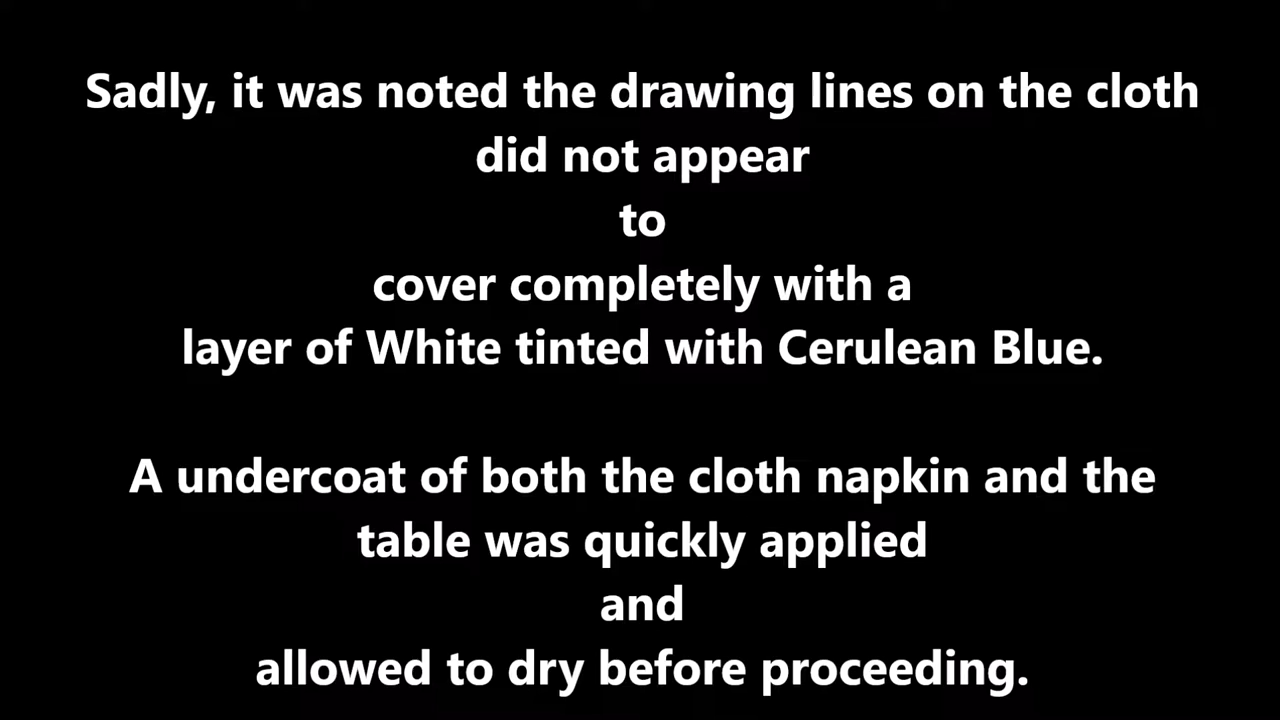 Sadly, it was noted the drawing lines on the cloth
did not appear
to
cover completely with a
layer of White tinted with Cerulean Blue.
A undercoat of both the cloth napkin and the
table was quickly applied
and
allowed to dry before proceeding.